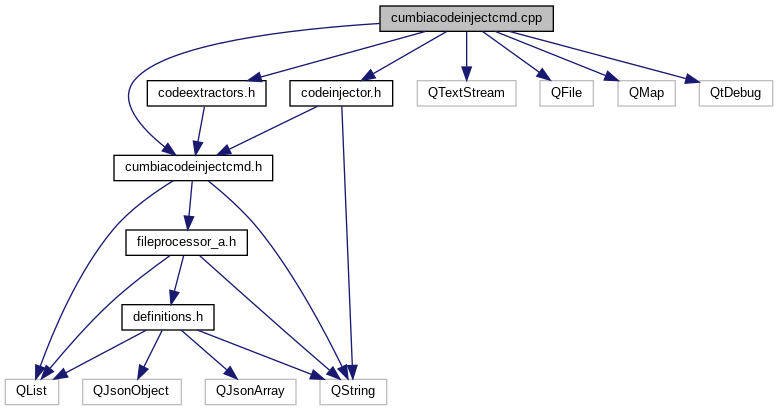 cumbiacodeinjectcmd.cpp
codeextractors.h
codeinjector.h
QTextStream
QFile
QMap
QtDebug
cumbiacodeinjectcmd.h
fileprocessor_a.h
definitions.h
QList
QJsonObject
QJsonArray
QString